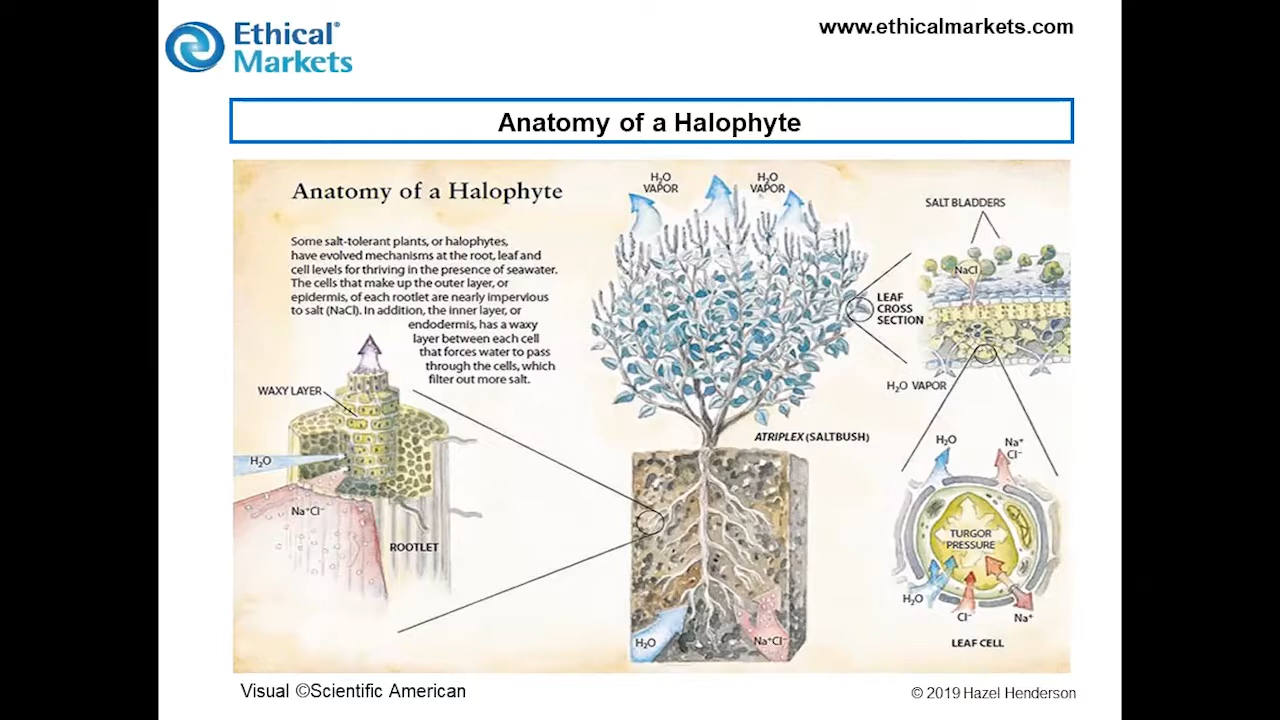 Ethical®
Markets
www.ethicalmarkets.com
Anatomy of a Halophyte
Anatomy of a Halophyte
Some salt-tolerant plants, or halophytes,
have evolved mechanisms at the root, leaf and
cell levels for thriving in the presence of seawater.
The cells that make up the outer layer, or
epidermis, of each rootlet are nearly impervious
to salt (NaCl). In addition, the inner layer, or
endodermis, has a waxy
layer between each cell
that forces water to pass
through the cells, which
filter out more salt.
WAXY LAYER
H₂O
Na⁺Cl⁻
ROOTLET
H₂O
VAPOR
H₂O
VAPOR
ATRIPLEX (SALTBUSH)
H₂O
Na⁺Cl⁻
LEAF
CROSS
SECTION
SALT BLADDERS
NaCl
H₂O VAPOR
H₂O
Na⁺
Cl⁻
TURGOR
PRESSURE
H₂O
Cl⁻
Na⁺
LEAF CELL
Visual ©Scientific American
© 2019 Hazel Henderson